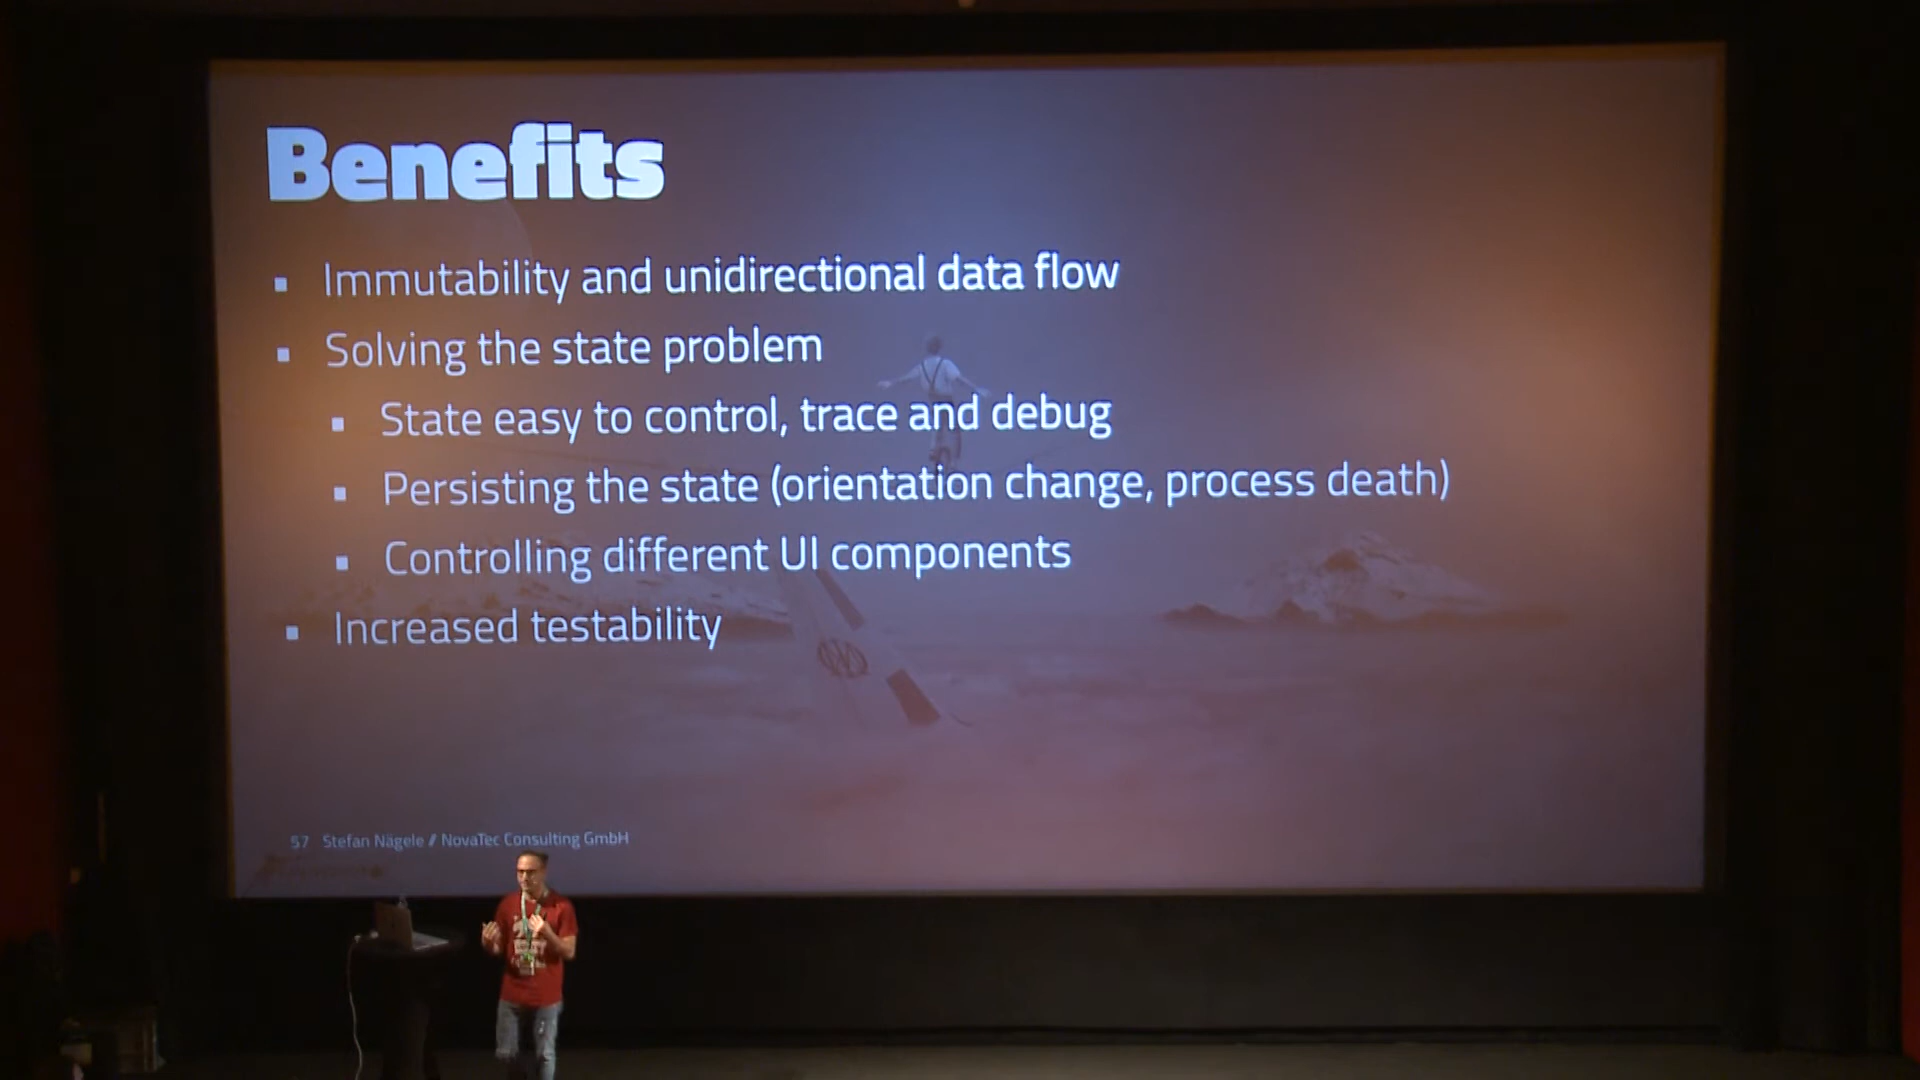 Benefits
▪ Immutability and unidirectional data flow
▪ Solving the state problem
▪ State easy to control, trace and debug
▪ Persisting the state (orientation change, process death)
▪ Controlling different UI components
▪ Increased testability
57 Stefan Nägele // NovaTec Consulting GmbH